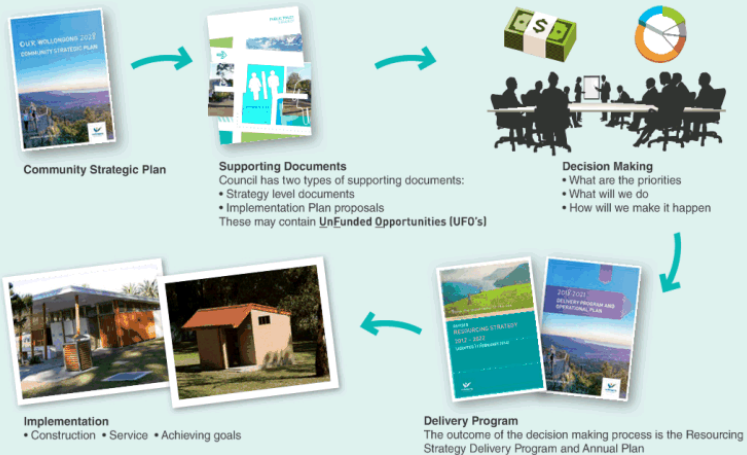 OUR WOLLONGONG 2028
COMMUNITY STRATEGIC PLAN
Community Strategic Plan
Supporting Documents
Council has two types of supporting documents:
• Strategy level documents
• Implementation Plan proposals
These may contain UnFunded Opportunities (UFO's)
$
Decision Making
• What are the priorities
• What will we do
• How will we make it happen
RESOURCING STRATEGY
2012 - 2022
DELIVERY PROGRAM AND
OPERATIONAL PLAN
Delivery Program
The outcome of the decision making process is the Resourcing
Strategy Delivery Program and Annual Plan
Implementation
• Construction • Service • Achieving goals